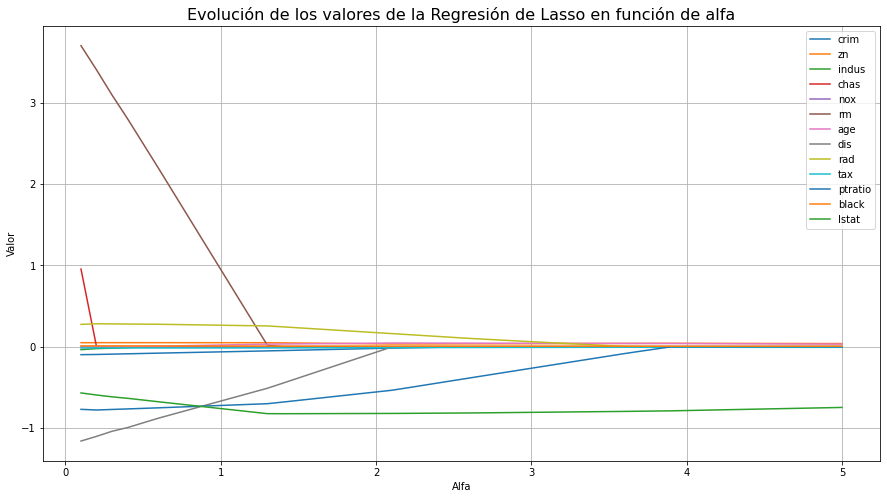 Evolución de los valores de la Regresión de Lasso en función de alfa
crim
zn
indus
chas
nox
rm
age
dis
rad
tax
ptratio
black
lstat
Valor
3
2
1
0
−1
0 1 2 3 4 5
Alfa